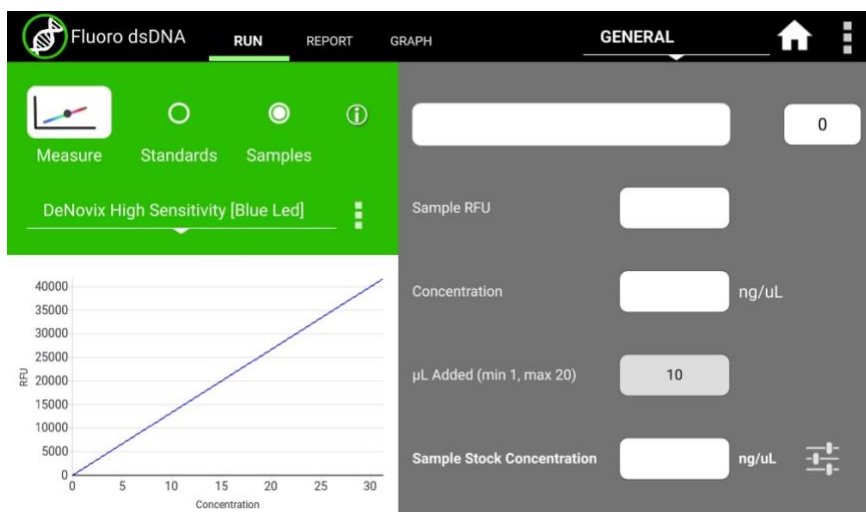 Fluoro dsDNA RUN REPORT GRAPH GENERAL
Measure Standards Samples
DeNovix High Sensitivity [Blue Led]
0
Sample RFU
Concentration ng/uL
µL Added (min 1, max 20) 10
Sample Stock Concentration ng/uL
40000
35000
30000
25000
20000
15000
10000
5000
0
RFU
0 5 10 15 20 25 30
Concentration